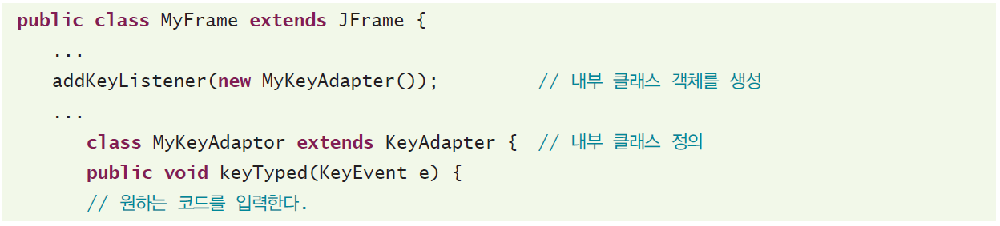 public class MyFrame extends JFrame {
...
addKeyListener(new MyKeyAdapter()); // 내부 클래스 객체를 생성
...
class MyKeyAdaptor extends KeyAdapter { // 내부 클래스 정의
public void keyTyped(KeyEvent e) {
// 원하는 코드를 입력한다.